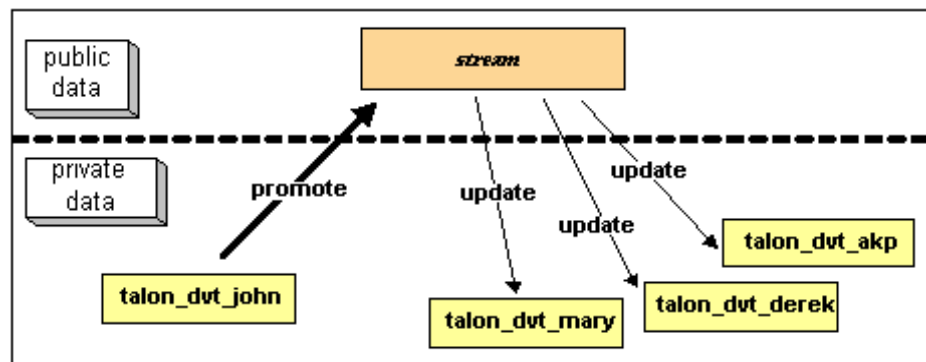 public
data
stream
private
data
promote
update
update
update
talon_dvt_akp
talon_dvt_john
talon_dvt_mary
talon_dvt_derek